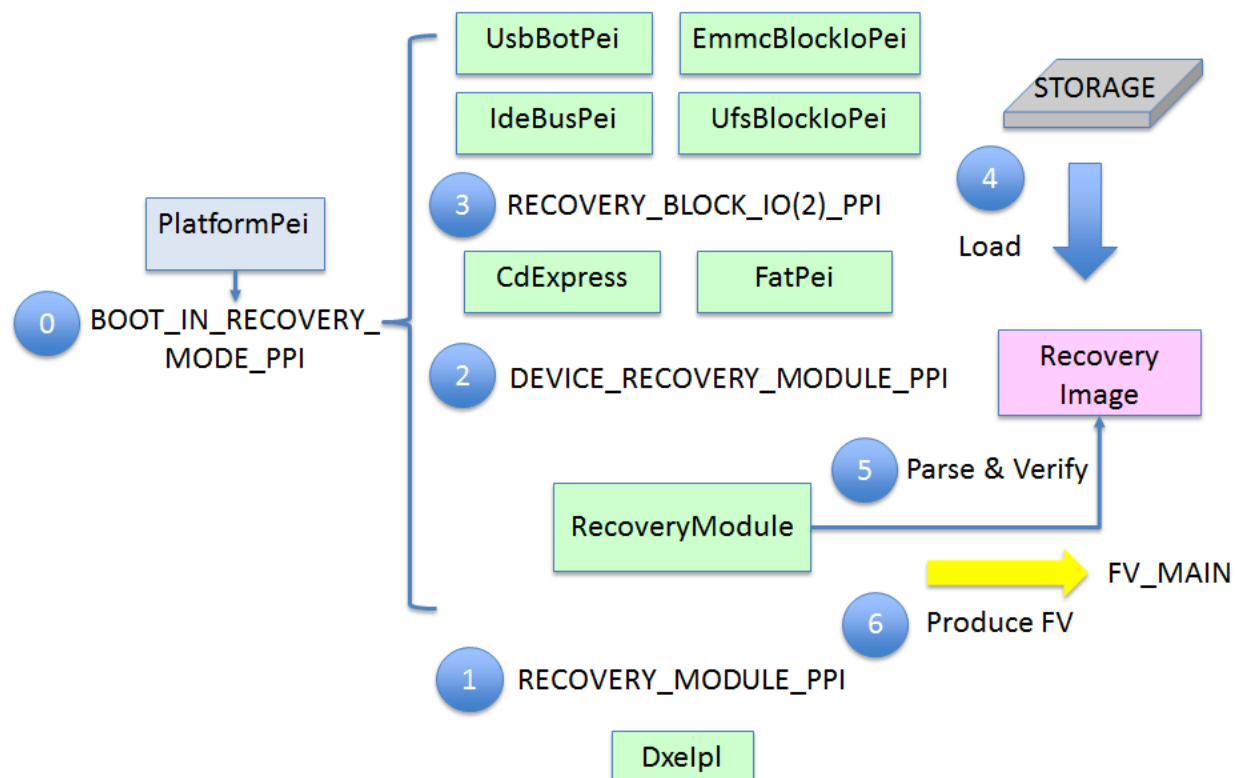 UsbBotPei
EmmcBlockIoPei
IdeBusPei
UfsBlockIoPei
STORAGE
3
RECOVERY_BLOCK_IO(2)_PPI
4
Load
PlatformPei
CdExpress
FatPei
0
BOOT_IN_RECOVERY_
MODE_PPI
2
DEVICE_RECOVERY_MODULE_PPI
Recovery
Image
5
Parse & Verify
RecoveryModule
FV_MAIN
6
Produce FV
1
RECOVERY_MODULE_PPI
DxeIpl